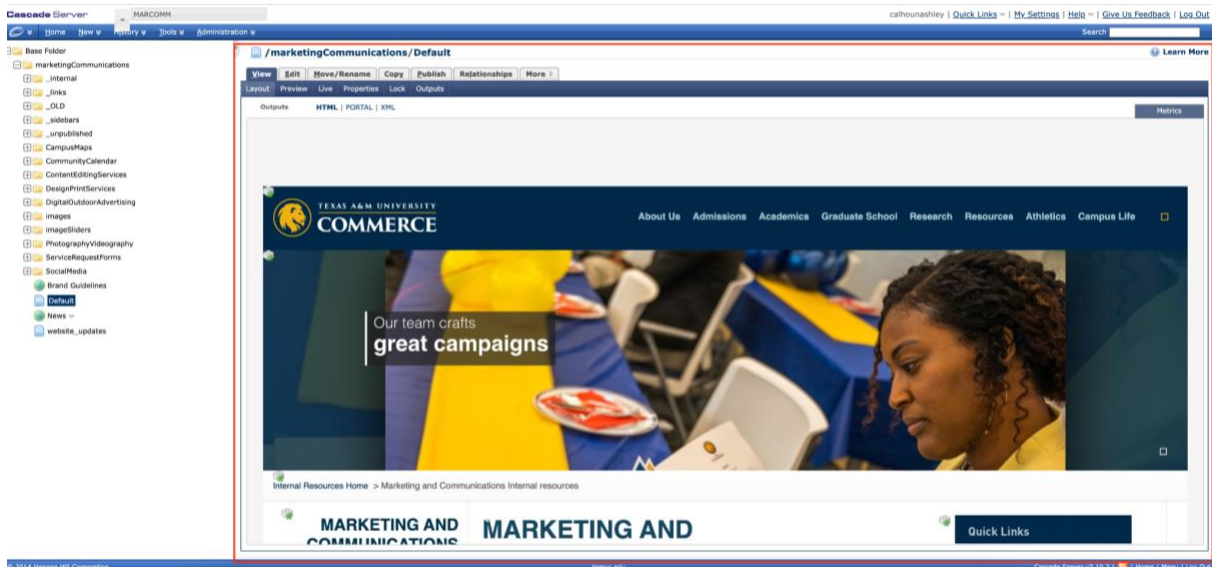 Cascade Server MARCOMM calhounashley | Quick Links | My Settings | Help | Give Us Feedback | Log Out
Home New History Tools Administration Search
Base Folder
marketingCommunications
_internal
_links
_OLD
_sidebars
_unpublished
CampusMaps
CommunityCalendar
ContentEditingServices
DesignPrintServices
DigitalOutdoorAdvertising
images
imageSliders
PhotographyVideography
ServiceRequestForms
SocialMedia
Brand Guidelines
Default
News
website_updates
/marketingCommunications/Default Learn More
View Edit Move/Rename Copy Publish Relationships More
Layout Preview Live Properties Lock Outputs
Outputs HTML | PORTAL | XML
Metrics
TEXAS A&M UNIVERSITY
COMMERCE
About Us Admissions Academics Graduate School Research Resources Athletics Campus Life
Our team crafts
great campaigns
Internal Resources Home > Marketing and Communications Internal resources
MARKETING AND
COMMUNICATIONS
MARKETING AND
Quick Links